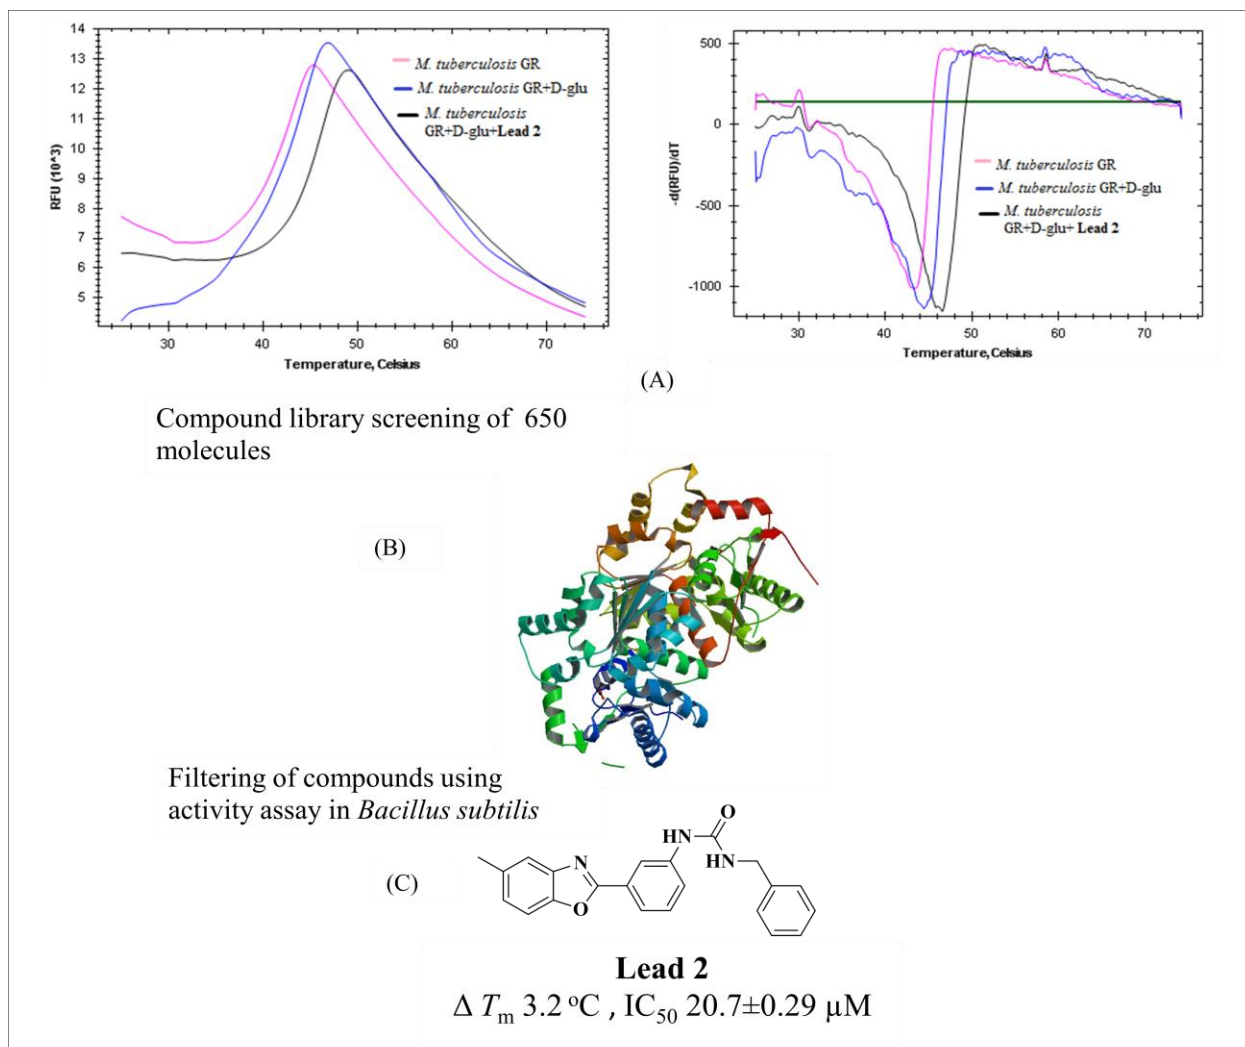 14
13
12
11
10
9
8
7
6
5
RFU (10^3)
30
40
50
60
70
Temperature, Celsius
M. tuberculosis GR
M. tuberculosis GR+D-glu
M. tuberculosis
GR+D-glu+Lead 2
500
0
-500
-1000
-d(RFU)/dT
30
40
50
60
70
Temperature, Celsius
M. tuberculosis GR
M. tuberculosis GR+D-glu
M. tuberculosis
GR+D-glu+ Lead 2
(A)
Compound library screening of 650
molecules
(B)
Filtering of compounds using
activity assay in Bacillus subtilis
(C)
N
O
HN
O
HN
Lead 2
Δ Tm 3.2 °C , IC50 20.7±0.29 μM